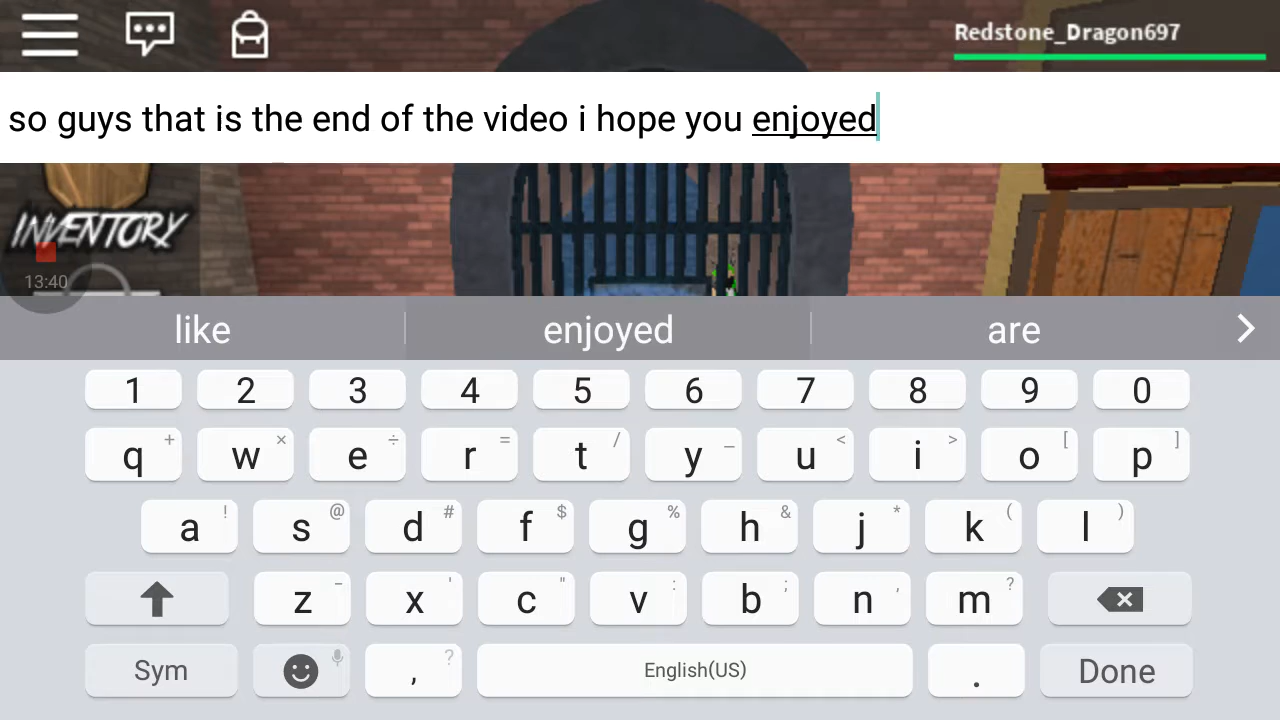 Redstone_Dragon697
so guys that is the end of the video i hope you enjoyed
INVENTORY
13:40
like enjoyed are
1 2 3 4 5 6 7 8 9 0
+ × ÷ = / _ < > [ ]
q w e r t y u i o p
! @ # $ % & * ( )
a s d f g h j k l
- ' " : ; , ?
z x c v b n m
Sym , ? English(US) . Done